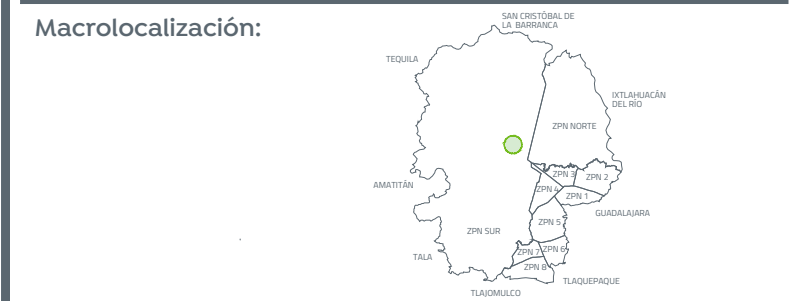 Macrolocalización:
SAN CRISTÓBAL DE
LA BARRANCA
TEQUILA
IXTLAHUACÁN
DEL RÍO
ZPN NORTE
ZPN 3
ZPN 2
AMATITÁN
ZPN 4
ZPN 1
GUADALAJARA
ZPN 5
ZPN SUR
ZPN 7
ZPN 6
TALA
ZPN 8
TLAQUEPAQUE
TLAJOMULCO